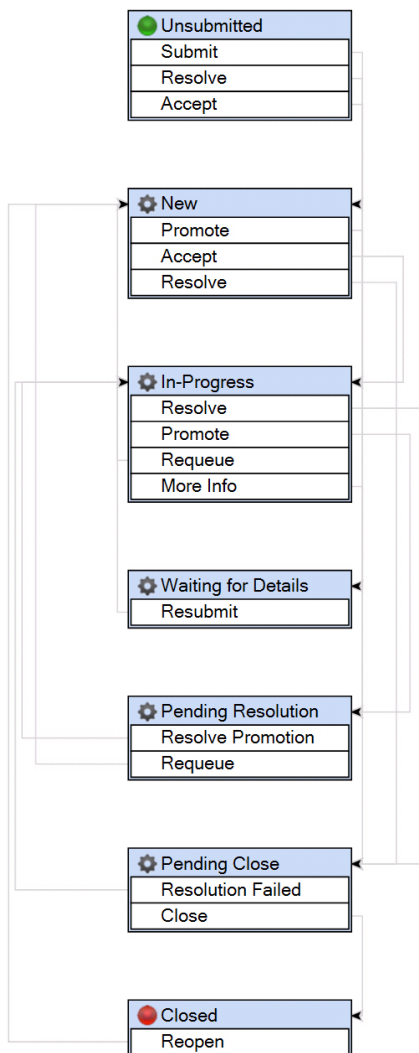 Unsubmitted
Submit
Resolve
Accept
New
Promote
Accept
Resolve
In-Progress
Resolve
Promote
Requeue
More Info
Waiting for Details
Resubmit
Pending Resolution
Resolve Promotion
Requeue
Pending Close
Resolution Failed
Close
Closed
Reopen